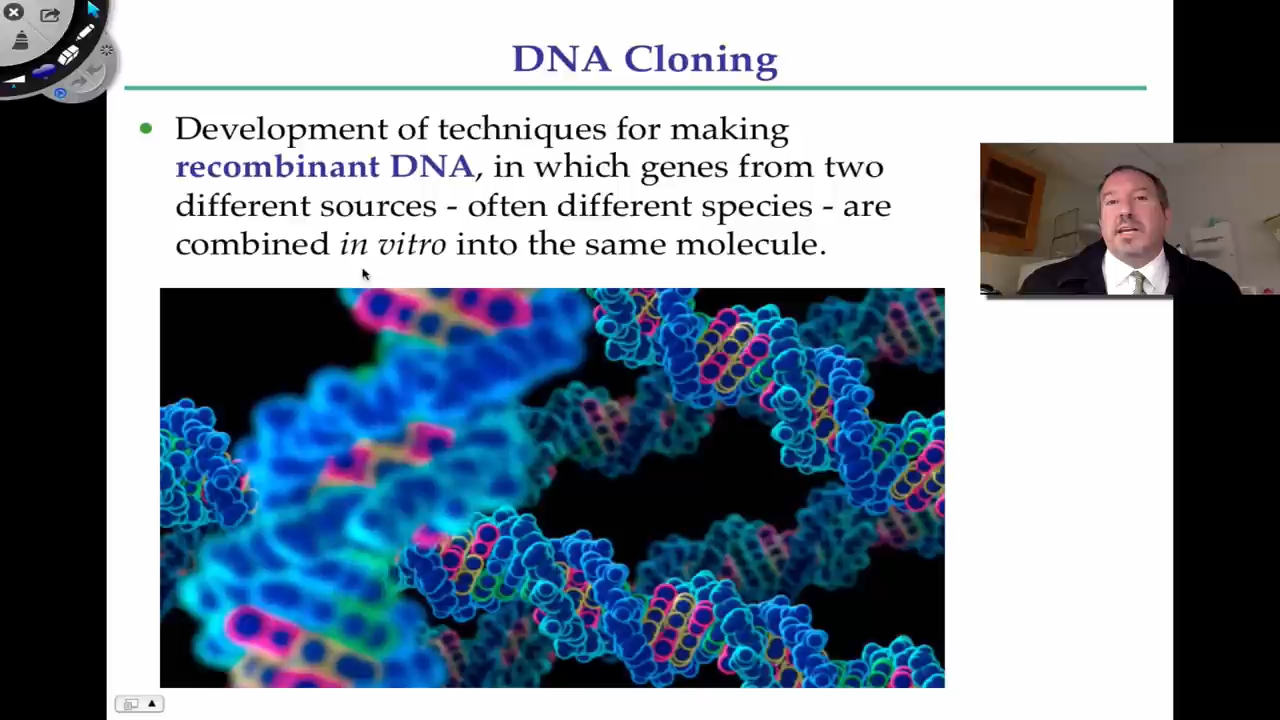 DNA Cloning
• Development of techniques for making
recombinant DNA, in which genes from two
different sources - often different species - are
combined in vitro into the same molecule.